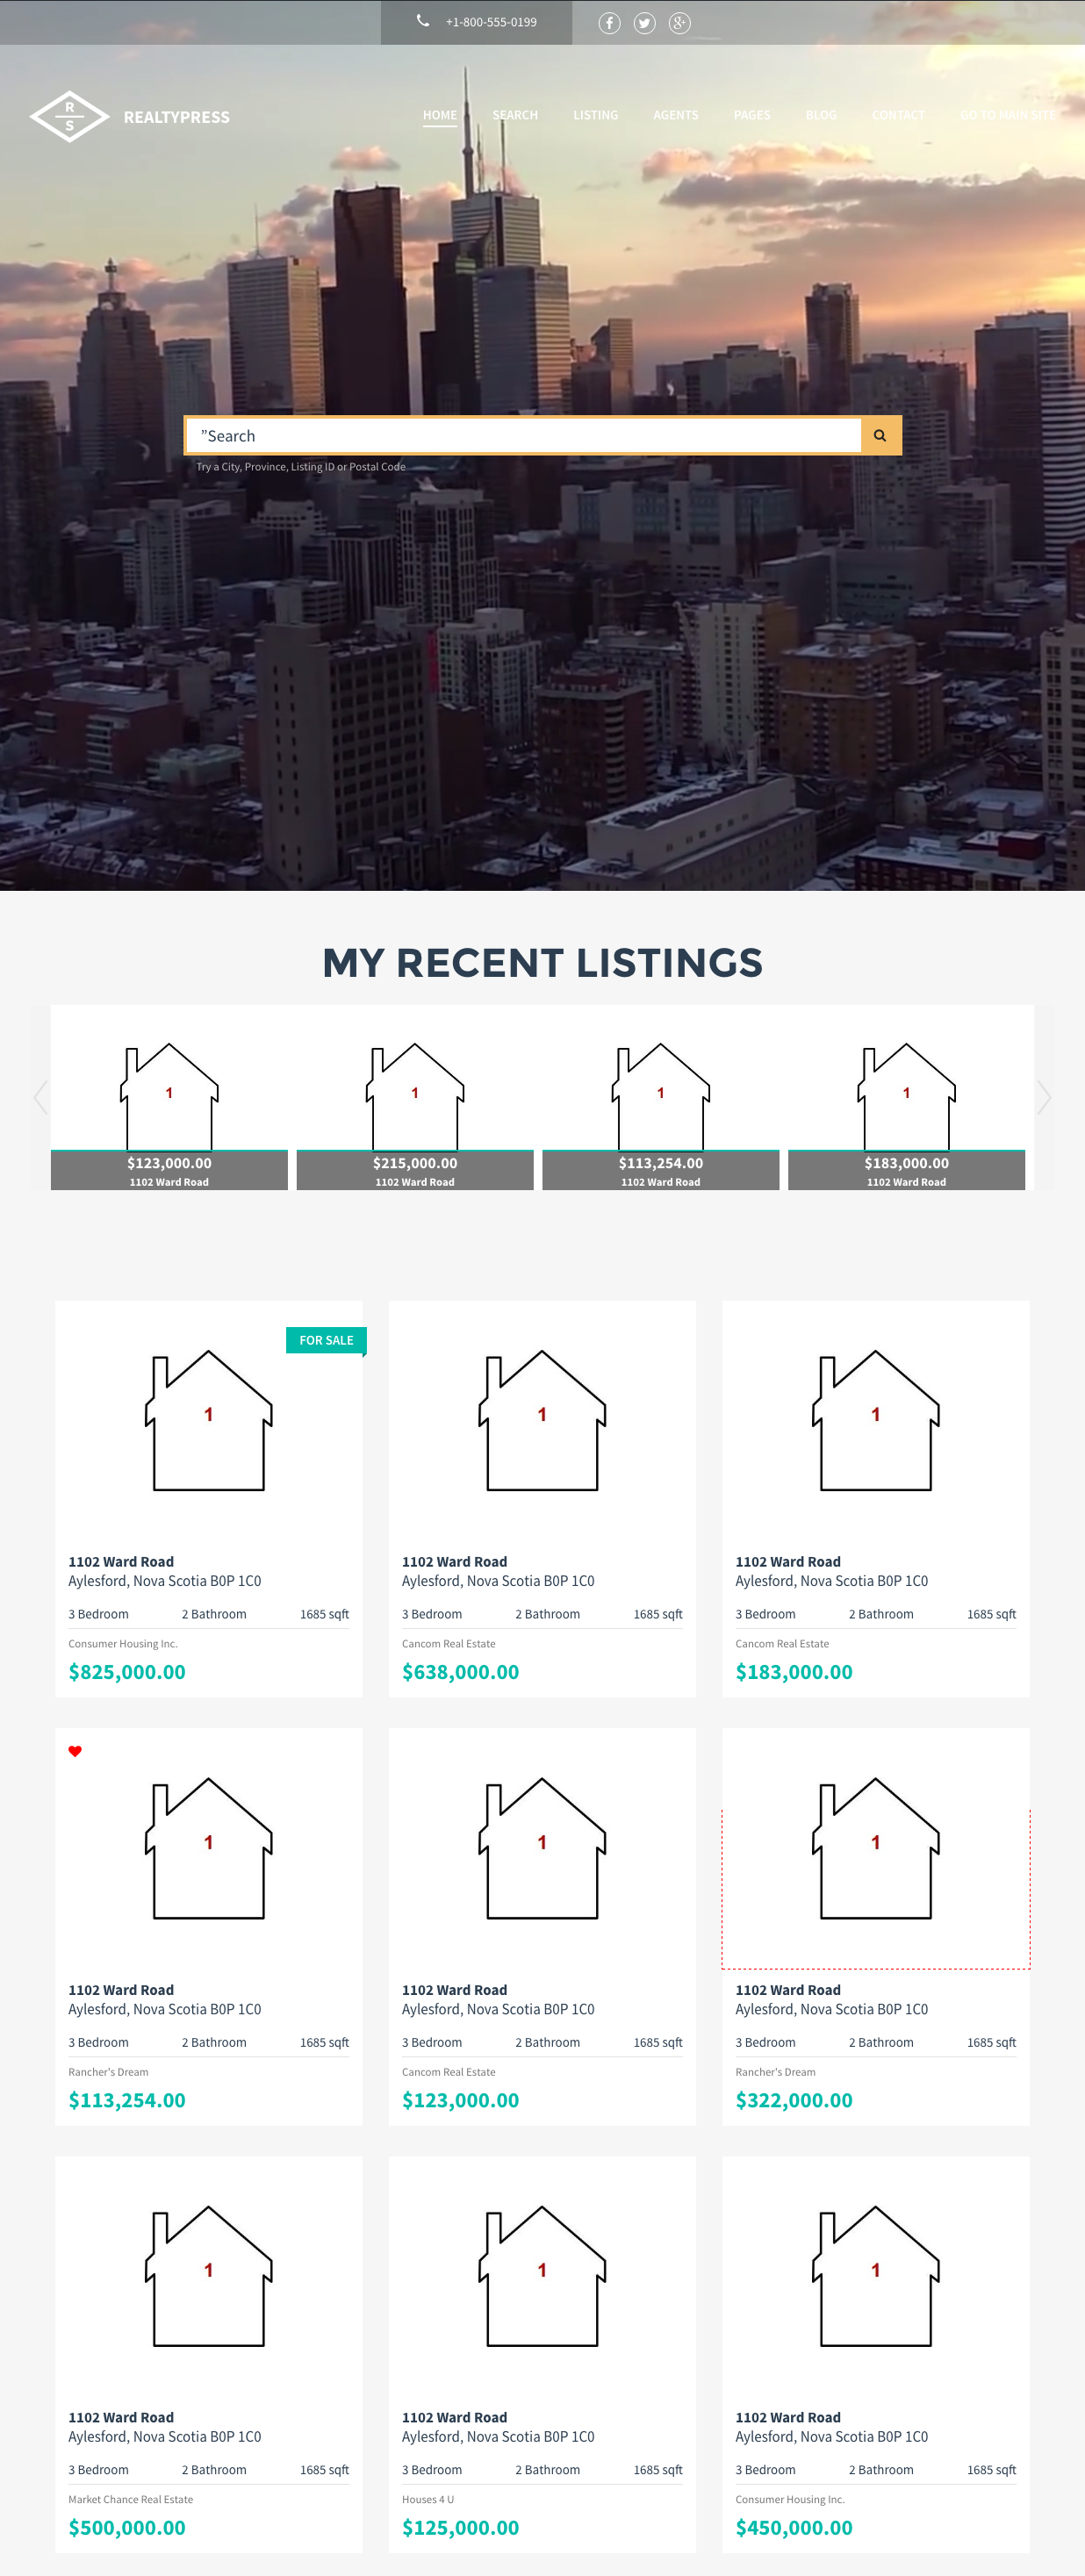 +1-800-555-0199
R
S
REALTYPRESS
HOME SEARCH LISTING AGENTS PAGES BLOG CONTACT GO TO MAIN SITE
”Search
Try a City, Province, Listing ID or Postal Code
MY RECENT LISTINGS
1 1 1 1
$123,000.00 $215,000.00 $113,254.00 $183,000.00
1102 Ward Road 1102 Ward Road 1102 Ward Road 1102 Ward Road
FOR SALE
1 1 1
1102 Ward Road 1102 Ward Road 1102 Ward Road
Aylesford, Nova Scotia B0P 1C0 Aylesford, Nova Scotia B0P 1C0 Aylesford, Nova Scotia B0P 1C0
3 Bedroom 2 Bathroom 1685 sqft 3 Bedroom 2 Bathroom 1685 sqft 3 Bedroom 2 Bathroom 1685 sqft
Consumer Housing Inc. Cancom Real Estate Cancom Real Estate
$825,000.00 $638,000.00 $183,000.00
1 1 1
1102 Ward Road 1102 Ward Road 1102 Ward Road
Aylesford, Nova Scotia B0P 1C0 Aylesford, Nova Scotia B0P 1C0 Aylesford, Nova Scotia B0P 1C0
3 Bedroom 2 Bathroom 1685 sqft 3 Bedroom 2 Bathroom 1685 sqft 3 Bedroom 2 Bathroom 1685 sqft
Rancher's Dream Cancom Real Estate Rancher's Dream
$113,254.00 $123,000.00 $322,000.00
1 1 1
1102 Ward Road 1102 Ward Road 1102 Ward Road
Aylesford, Nova Scotia B0P 1C0 Aylesford, Nova Scotia B0P 1C0 Aylesford, Nova Scotia B0P 1C0
3 Bedroom 2 Bathroom 1685 sqft 3 Bedroom 2 Bathroom 1685 sqft 3 Bedroom 2 Bathroom 1685 sqft
Market Chance Real Estate Houses 4 U Consumer Housing Inc.
$500,000.00 $125,000.00 $450,000.00